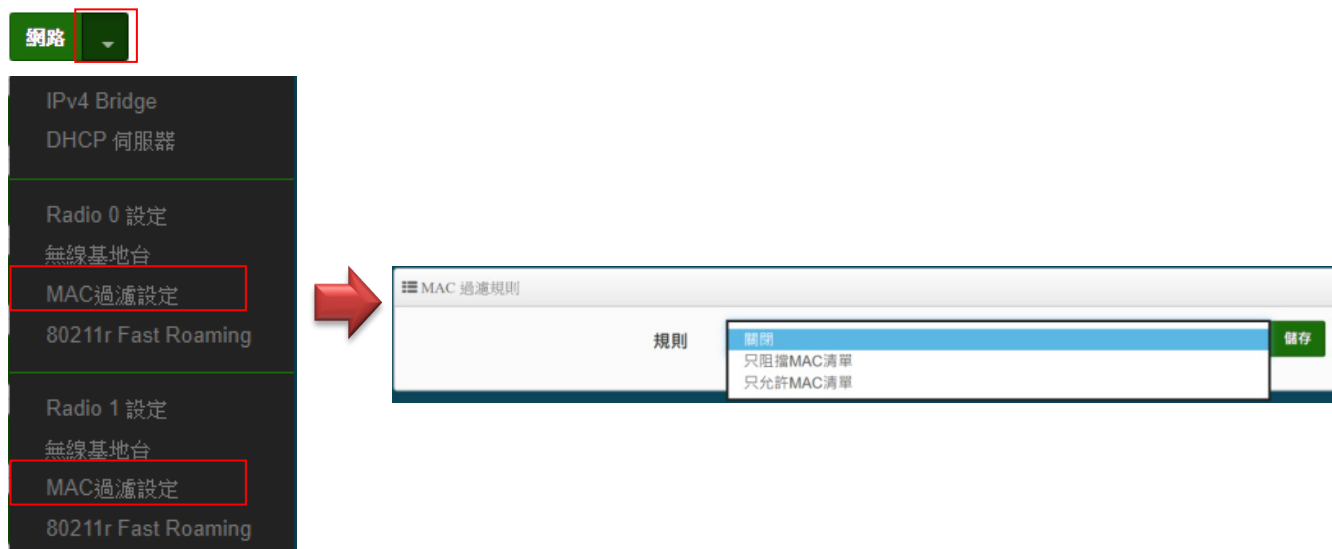 網路
IPv4 Bridge
DHCP 伺服器
Radio 0 設定
無線基地台
MAC過濾設定
80211r Fast Roaming
Radio 1 設定
無線基地台
MAC過濾設定
80211r Fast Roaming
MAC 過濾規則
規則
關閉
只阻擋MAC清單
只允許MAC清單
儲存